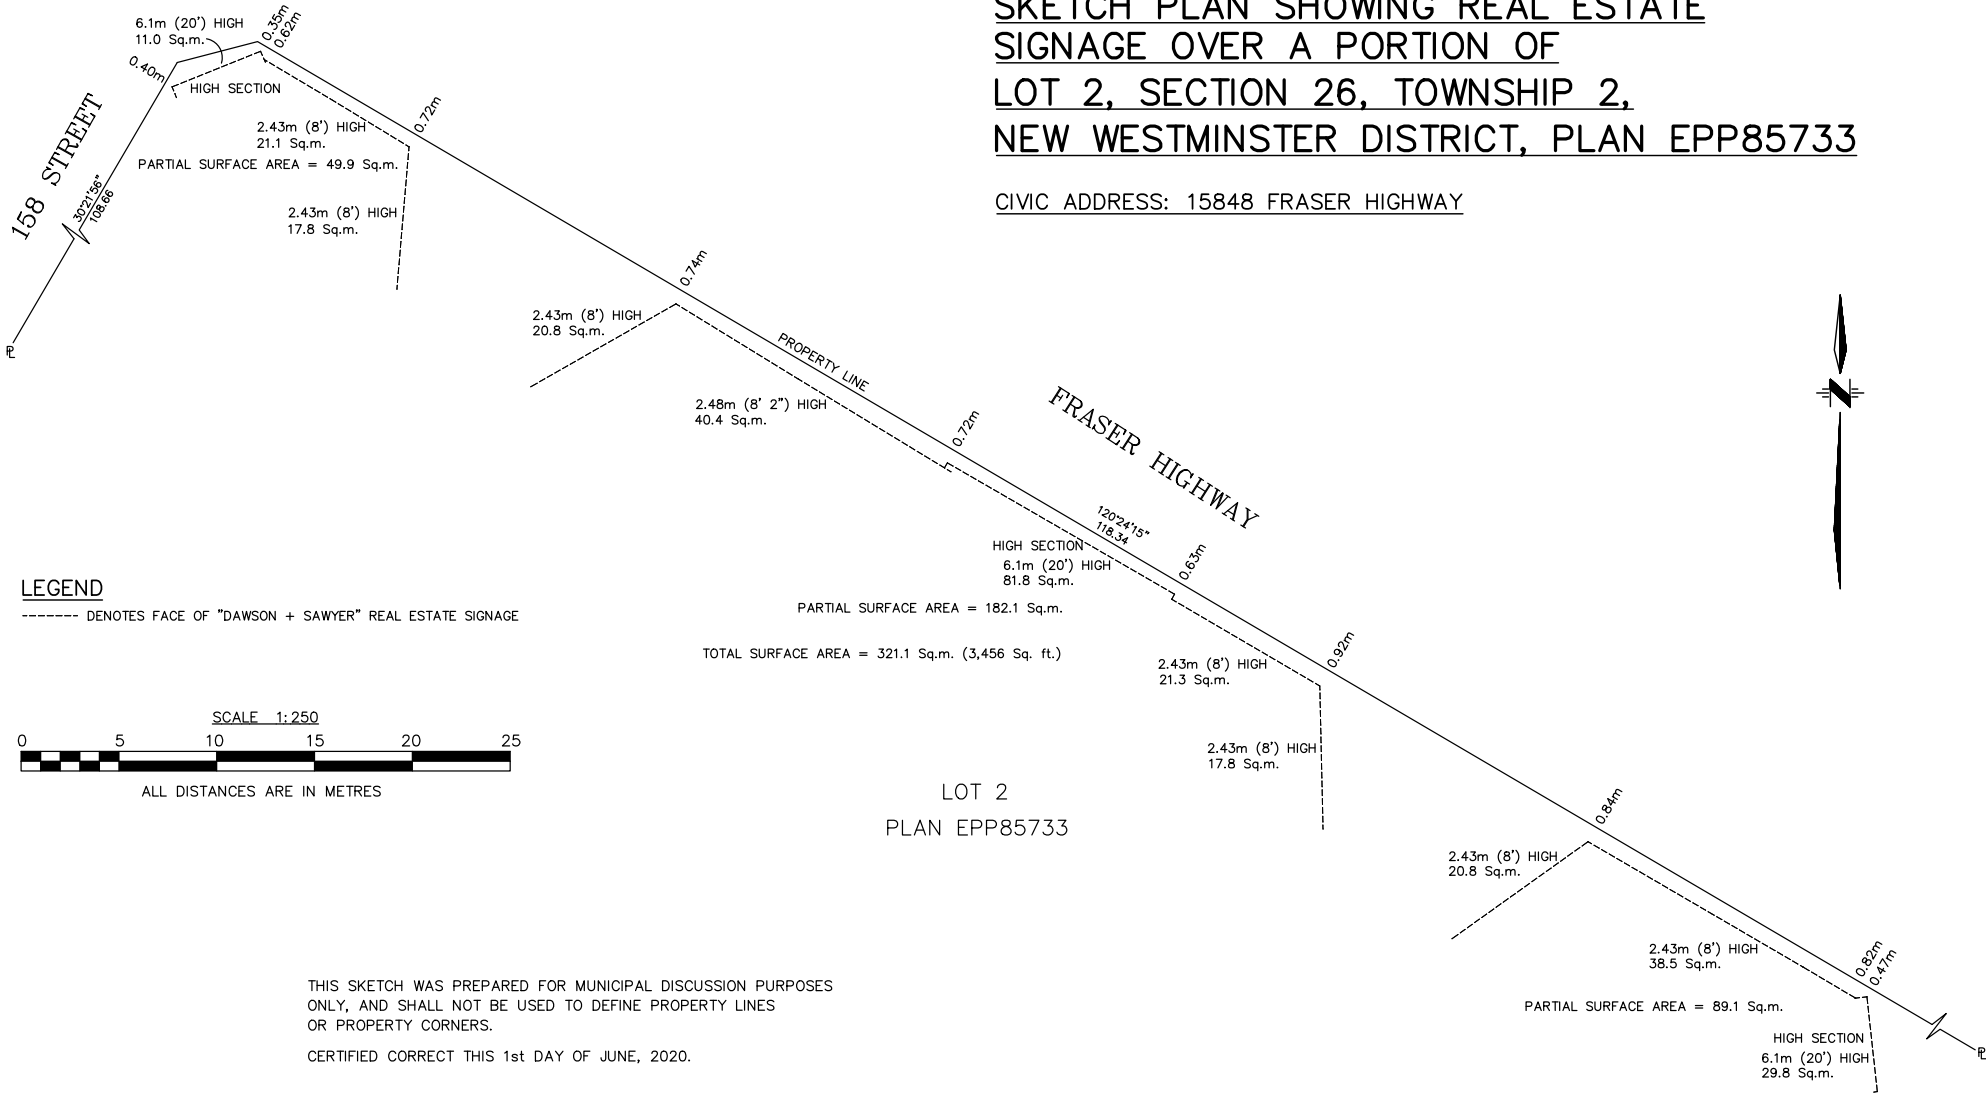 SKETCH PLAN SHOWING REAL ESTATE
SIGNAGE OVER A PORTION OF
LOT 2, SECTION 26, TOWNSHIP 2,
NEW WESTMINSTER DISTRICT, PLAN EPP85733
CIVIC ADDRESS: 15848 FRASER HIGHWAY
6.1m (20') HIGH
11.0 Sq.m.
0.35m
0.62m
0.40m
HIGH SECTION
158 STREET
30°21'56"
108.66
2.43m (8') HIGH
21.1 Sq.m.
PARTIAL SURFACE AREA = 49.9 Sq.m.
0.72m
2.43m (8') HIGH
17.8 Sq.m.
0.74m
2.43m (8') HIGH
20.8 Sq.m.
PROPERTY LINE
2.48m (8' 2") HIGH
40.4 Sq.m.
0.72m
FRASER HIGHWAY
120°24'15"
118.34
HIGH SECTION
6.1m (20') HIGH
81.8 Sq.m.
0.63m
PARTIAL SURFACE AREA = 182.1 Sq.m.
TOTAL SURFACE AREA = 321.1 Sq.m. (3,456 Sq. ft.)
0.92m
2.43m (8') HIGH
21.3 Sq.m.
2.43m (8') HIGH
17.8 Sq.m.
LEGEND
DENOTES FACE OF "DAWSON + SAWYER" REAL ESTATE SIGNAGE
SCALE 1:250
0 5 10 15 20 25
ALL DISTANCES ARE IN METRES
LOT 2
PLAN EPP85733
0.84m
2.43m (8') HIGH
20.8 Sq.m.
2.43m (8') HIGH
38.5 Sq.m.
0.82m
0.47m
PARTIAL SURFACE AREA = 89.1 Sq.m.
HIGH SECTION
6.1m (20') HIGH
29.8 Sq.m.
THIS SKETCH WAS PREPARED FOR MUNICIPAL DISCUSSION PURPOSES
ONLY, AND SHALL NOT BE USED TO DEFINE PROPERTY LINES
OR PROPERTY CORNERS.
CERTIFIED CORRECT THIS 1st DAY OF JUNE, 2020.
PL
PL
N